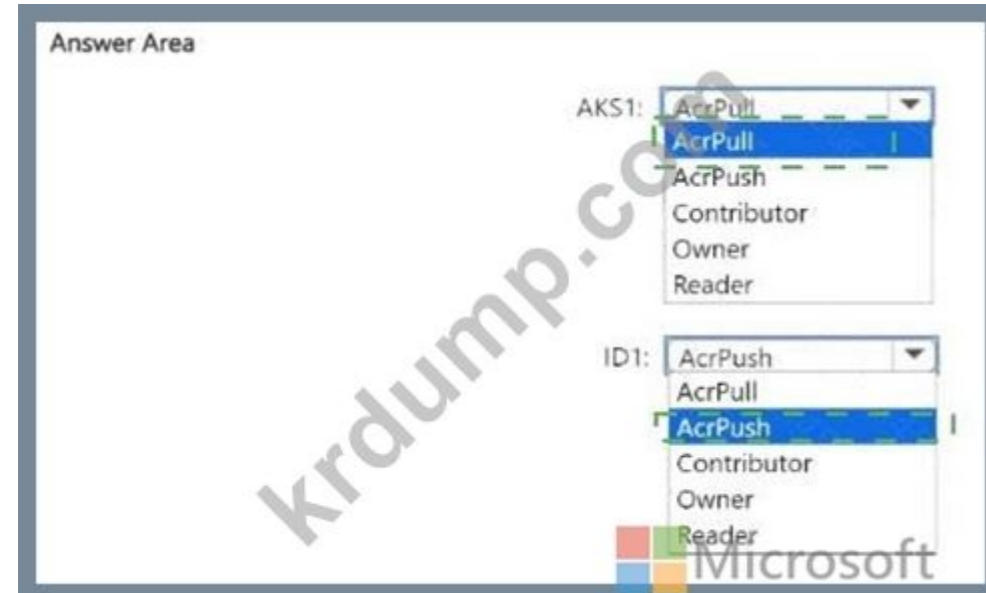 Answer Area
AKS1: AcrPull
AcrPull
AcrPush
Contributor
Owner
Reader
ID1: AcrPush
AcrPull
AcrPush
Contributor
Owner
Reader
Microsoft
krdump.com